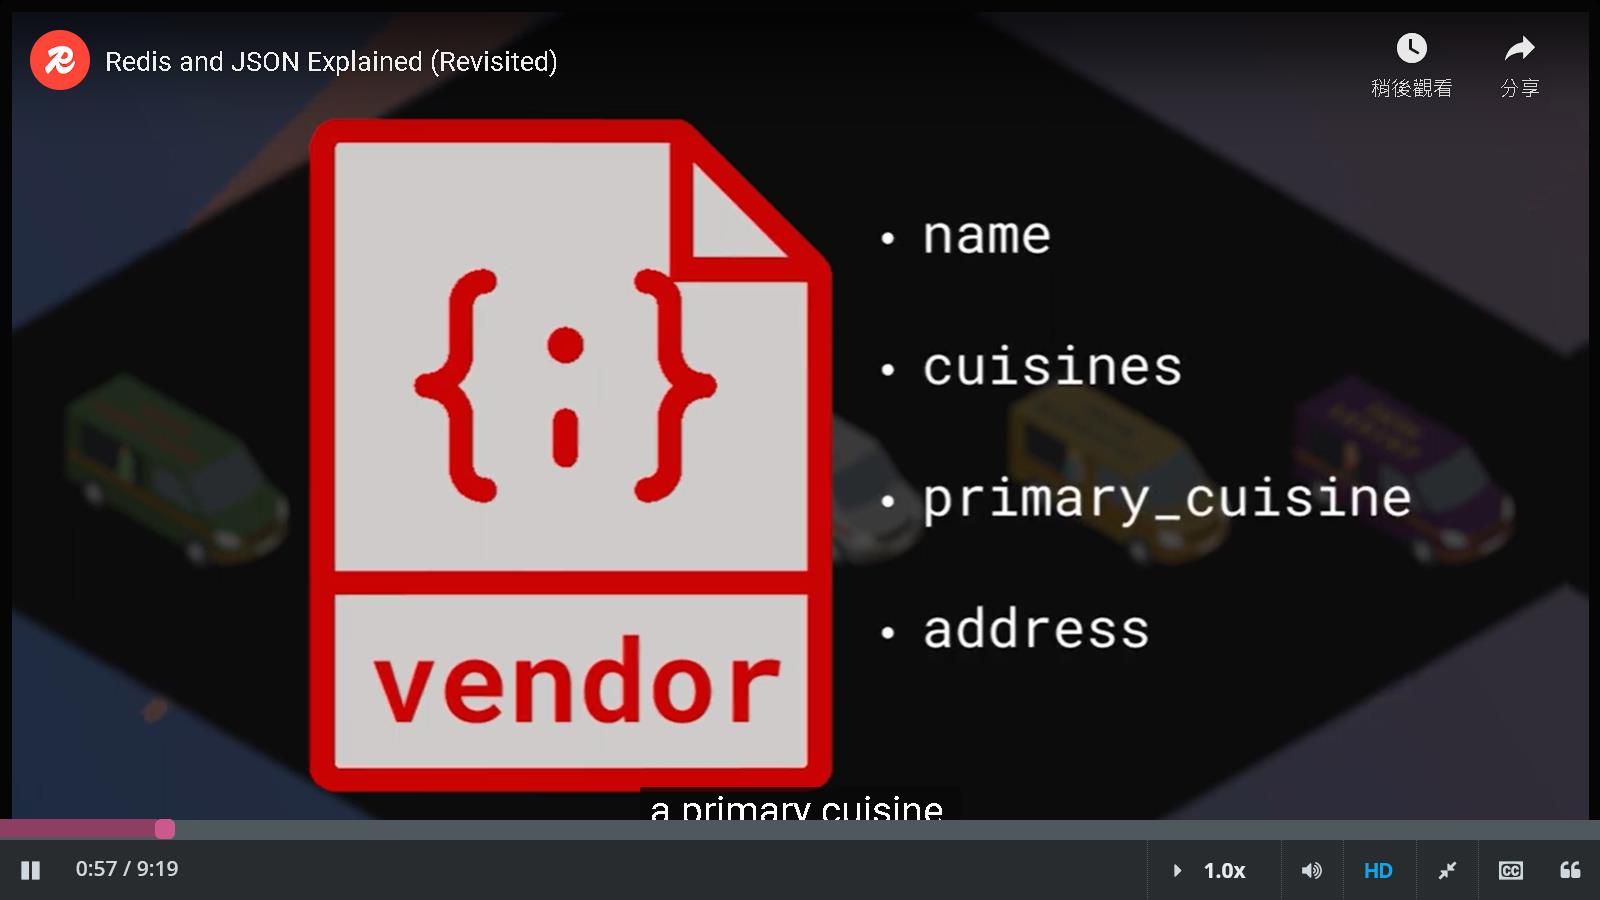 Redis and JSON Explained (Revisited)
稍後觀看
分享
{;}
• name
• cuisines
• primary_cuisine
• address
vendor
a primary cuisine
0:57 / 9:19
1.0x
HD
CC